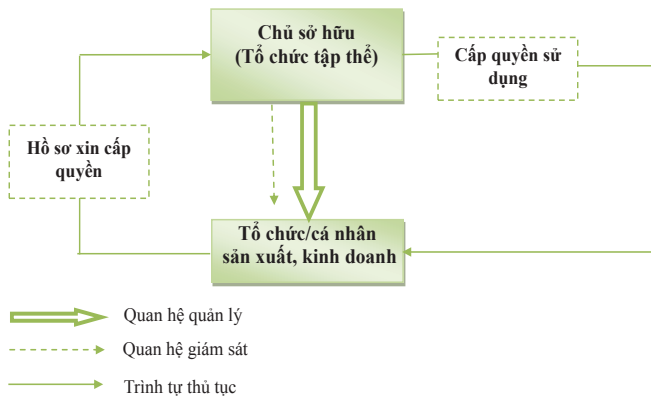 Chủ sở hữu
(Tổ chức tập thể)
Cấp quyền sử
dụng
Hồ sơ xin cấp
quyền
Tổ chức/cá nhân
sản xuất, kinh doanh
Quan hệ quản lý
Quan hệ giám sát
Trình tự thủ tục